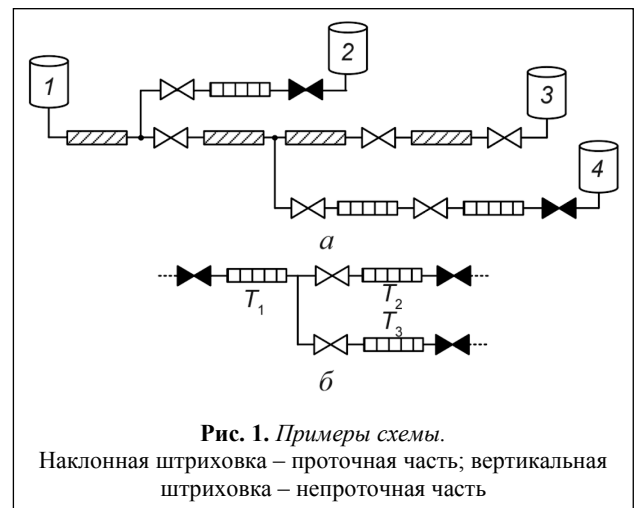 1
2
3
4
а
T1
T2
T3
б
Рис. 1. Примеры схемы.
Наклонная штриховка – проточная часть; вертикальная
штриховка – непроточная часть